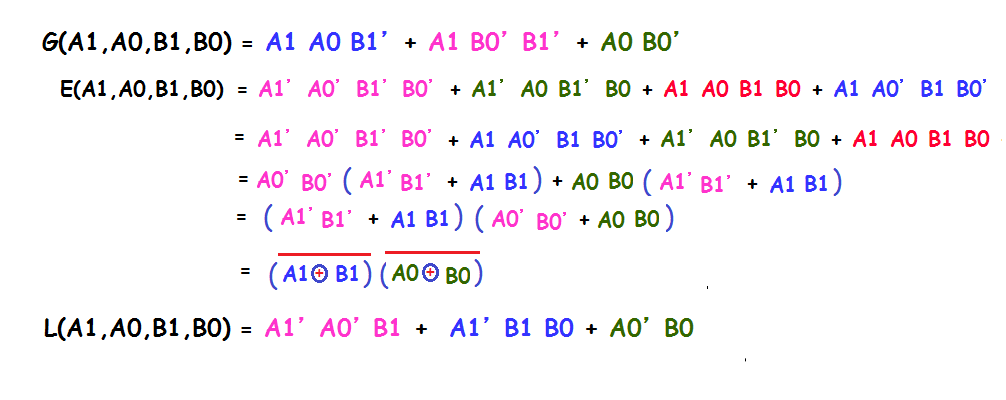 G(A1,A0,B1,B0) = A1 A0 B1' + A1 B0' B1' + A0 B0'
E(A1,A0,B1,B0) = A1' A0' B1' B0' + A1' A0 B1' B0 + A1 A0 B1 B0 + A1 A0' B1 B0'
= A1' A0' B1' B0' + A1 A0' B1 B0' + A1' A0 B1' B0 + A1 A0 B1 B0
= A0' B0' ( A1' B1' + A1 B1 ) + A0 B0 ( A1' B1' + A1 B1 )
= ( A1' B1' + A1 B1 ) ( A0' B0' + A0 B0 )
= (A̅1̅ ̅⊕̅ ̅B̅1̅) (A̅0̅ ̅⊕̅ ̅B̅0̅)
L(A1,A0,B1,B0) = A1' A0' B1 + A1' B1 B0 + A0' B0